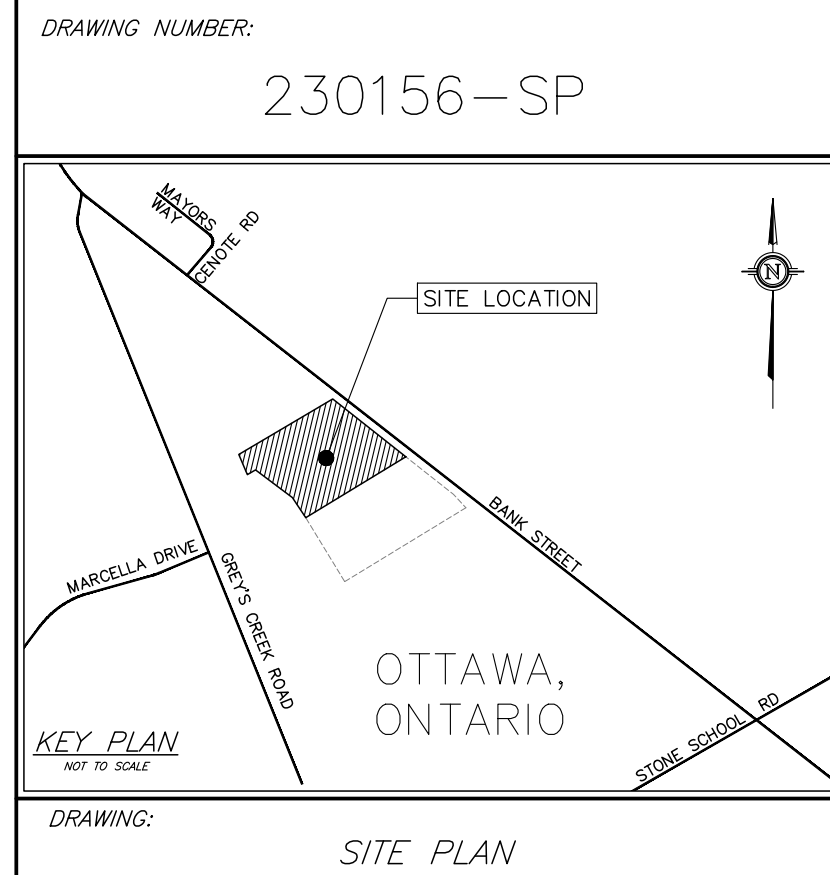 DRAWING NUMBER:
230156-SP
MAYORS
WAY
CENOTE RD
N
SITE LOCATION
BANK STREET
MARCELLA DRIVE
GREY'S CREEK ROAD
OTTAWA,
ONTARIO
STONE SCHOOL RD
KEY PLAN
NOT TO SCALE
DRAWING:
SITE PLAN